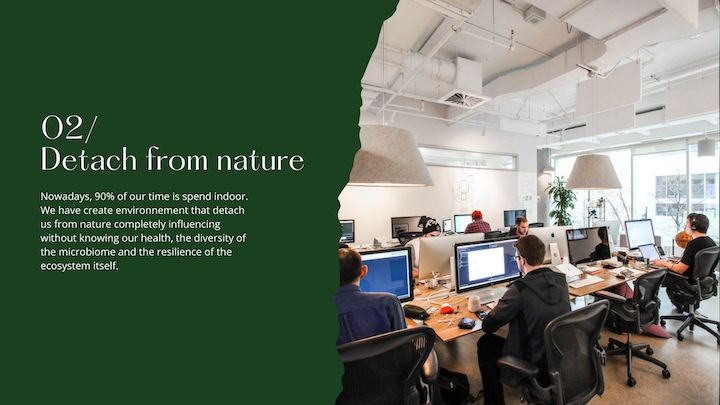 02/
Detach from nature
Nowadays, 90% of our time is spend indoor.
We have create environnement that detach
us from nature completely influencing
without knowing our health, the diversity of
the microbiome and the resilience of the
ecosystem itself.